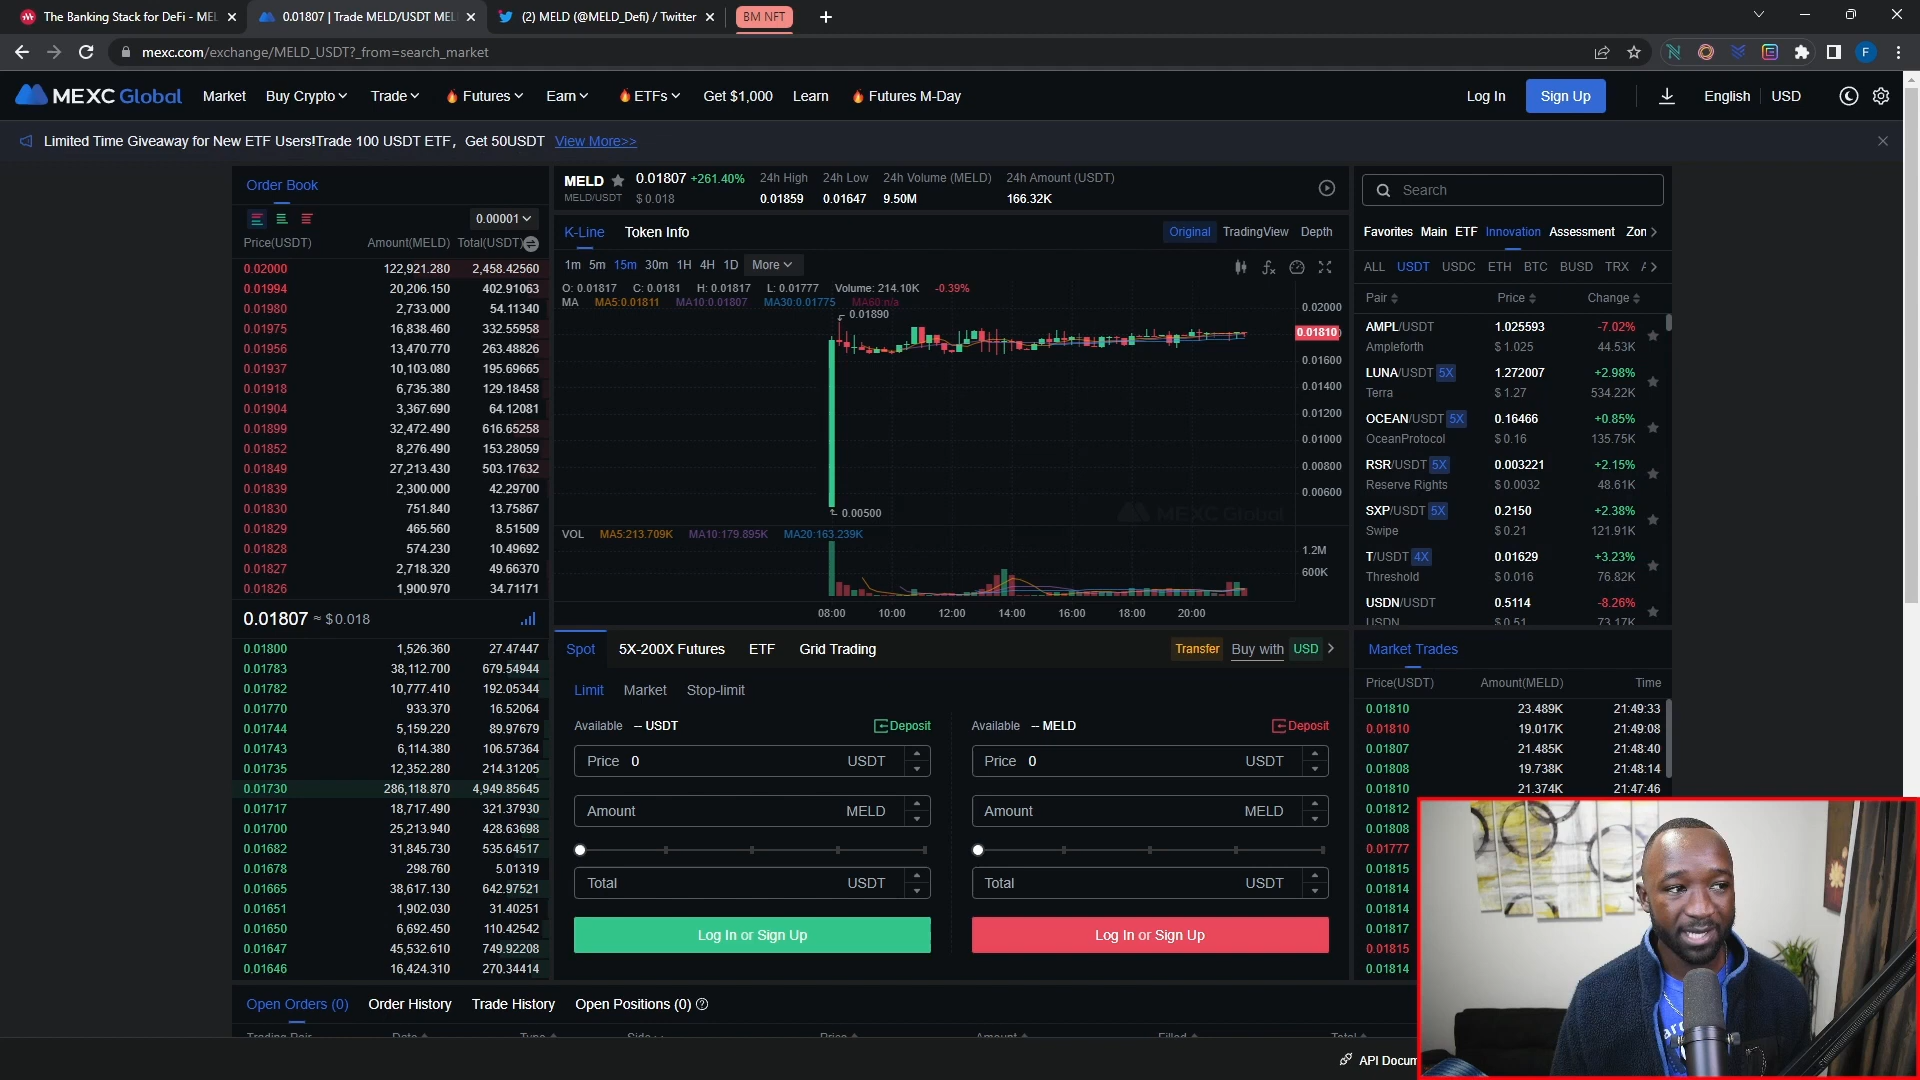 The Banking Stack for DeFi - MEL
0.01807 | Trade MELD/USDT MEL
(2) MELD (@MELD_Defi) / Twitter
BM NFT
mexc.com/exchange/MELD_USDT?_from=search_market
F
MEXC Global
Market
Buy Crypto
Trade
Futures
Earn
ETFs
Get $1,000
Learn
Futures M-Day
Log In
Sign Up
English
USD
Limited Time Giveaway for New ETF Users!Trade 100 USDT ETF, Get 50USDT View More>>
Order Book
0.00001
Price(USDT) Amount(MELD) Total(USDT)
0.02000 122,921.280 2,458.42560
0.01994 20,206.150 402.91063
0.01980 2,733.000 54.11340
0.01975 16,838.460 332.55958
0.01956 13,470.770 263.48826
0.01937 10,103.080 195.69665
0.01918 6,735.380 129.18458
0.01904 3,367.690 64.12081
0.01899 32,472.490 616.65258
0.01852 8,276.490 153.28059
0.01849 27,213.430 503.17632
0.01839 2,300.000 42.29700
0.01830 751.840 13.75867
0.01829 465.560 8.51509
0.01828 574.230 10.49692
0.01827 2,718.320 49.66370
0.01826 1,900.970 34.71171
0.01807 ≈ $0.018
0.01800 1,526.360 27.47447
0.01783 38,112.700 679.54944
0.01782 10,777.410 192.05344
0.01770 933.370 16.52064
0.01744 5,159.220 89.97679
0.01743 6,114.380 106.57364
0.01735 12,352.280 214.31205
0.01730 286,118.870 4,949.85645
0.01717 18,717.490 321.37930
0.01700 25,213.940 428.63698
0.01682 31,845.730 535.64517
0.01678 298.760 5.01319
0.01665 38,617.130 642.97521
0.01651 1,902.030 31.40251
0.01650 6,692.450 110.42542
0.01647 45,532.610 749.92208
0.01646 16,424.310 270.34414
MELD
MELD/USDT
0.01807 +261.40%
$ 0.018
24h High
0.01859
24h Low
0.01647
24h Volume (MELD)
9.50M
24h Amount (USDT)
166.32K
K-Line
Token Info
Original
TradingView
Depth
1m 5m 15m 30m 1H 4H 1D More
O: 0.01817 C: 0.0181 H: 0.01817 L: 0.01777 Volume: 214.10K -0.39%
MA MA5:0.01811 MA10:0.01807 MA30:0.01775 MA60 n/a
0.01890
0.00500
0.02000
0.01810
0.01600
0.01400
0.01200
0.01000
0.00800
0.00600
MEXC Global
VOL MA5:213.709K MA10:179.895K MA20:163.239K
1.2M
600K
08:00 10:00 12:00 14:00 16:00 18:00 20:00
Spot
5X-200X Futures
ETF
Grid Trading
Transfer
Buy with
USD
Limit
Market
Stop-limit
Available -- USDT
Deposit
Price 0 USDT
Amount MELD
Total USDT
Log In or Sign Up
Available -- MELD
Deposit
Price 0 USDT
Amount MELD
Total USDT
Log In or Sign Up
Search
Favorites Main ETF Innovation Assessment Zon
ALL USDT USDC ETH BTC BUSD TRX
Pair Price Change
AMPL/USDT 1.025593 -7.02%
Ampleforth $ 1.025 44.53K
LUNA/USDT 5X 1.272007 +2.98%
Terra $ 1.27 534.22K
OCEAN/USDT 5X 0.16466 +0.85%
OceanProtocol $ 0.16 135.75K
RSR/USDT 5X 0.003221 +2.15%
Reserve Rights $ 0.0032 48.61K
SXP/USDT 5X 0.2150 +2.38%
Swipe $ 0.21 121.91K
T/USDT 4X 0.01629 +3.23%
Threshold $ 0.016 76.82K
USDN/USDT 0.5114 -8.26%
USDN $ 0.51 73.17K
Market Trades
Price(USDT) Amount(MELD) Time
0.01810 23.489K 21:49:33
0.01810 19.017K 21:49:08
0.01807 21.485K 21:48:40
0.01808 19.738K 21:48:14
0.01810 21.374K 21:47:46
0.01812
0.01808
0.01777
0.01815
0.01814
0.01814
0.01817
0.01815
0.01814
Open Orders (0)
Order History
Trade History
Open Positions (0)
Trading Pair Date Type Side Price Amount Filled Total
API Docum